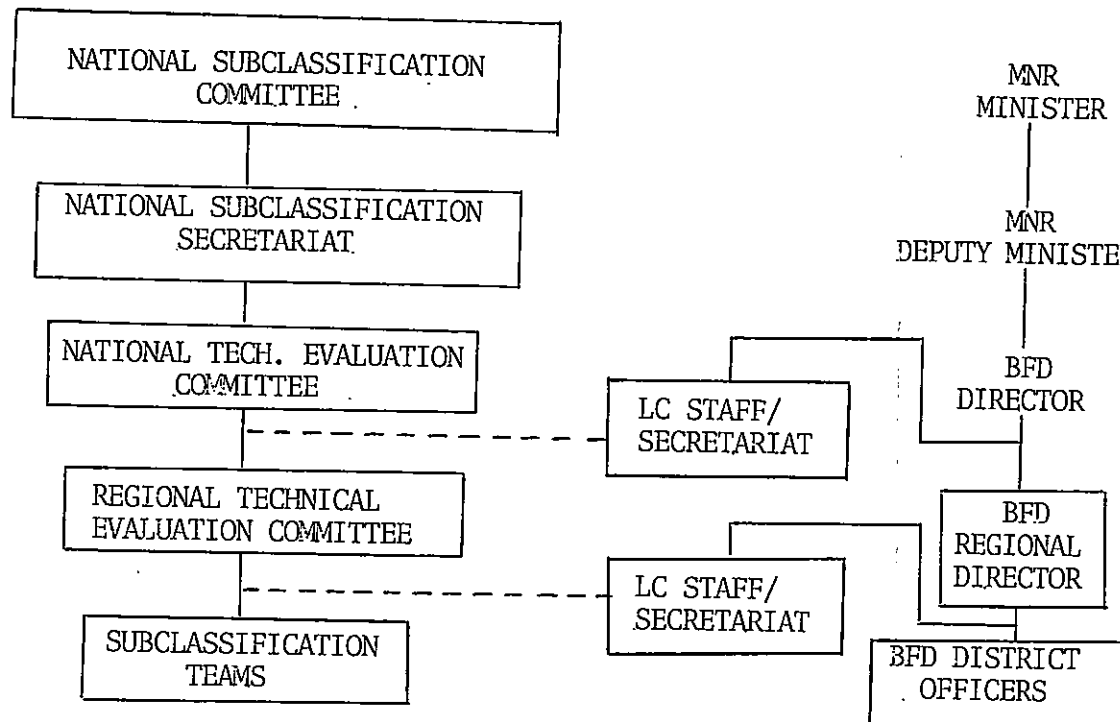 NATIONAL SUBCLASSIFICATION
COMMITTEE
NATIONAL SUBCLASSIFICATION
SECRETARIAT
NATIONAL TECH. EVALUATION
COMMITTEE
REGIONAL TECHNICAL
EVALUATION COMMITTEE
SUBCLASSIFICATION
TEAMS
LC STAFF/
SECRETARIAT
LC STAFF/
SECRETARIAT
MNR
MINISTER
MNR
DEPUTY MINISTE
BFD
DIRECTOR
BFD
REGIONAL
DIRECTOR
BFD DISTRICT
OFFICERS